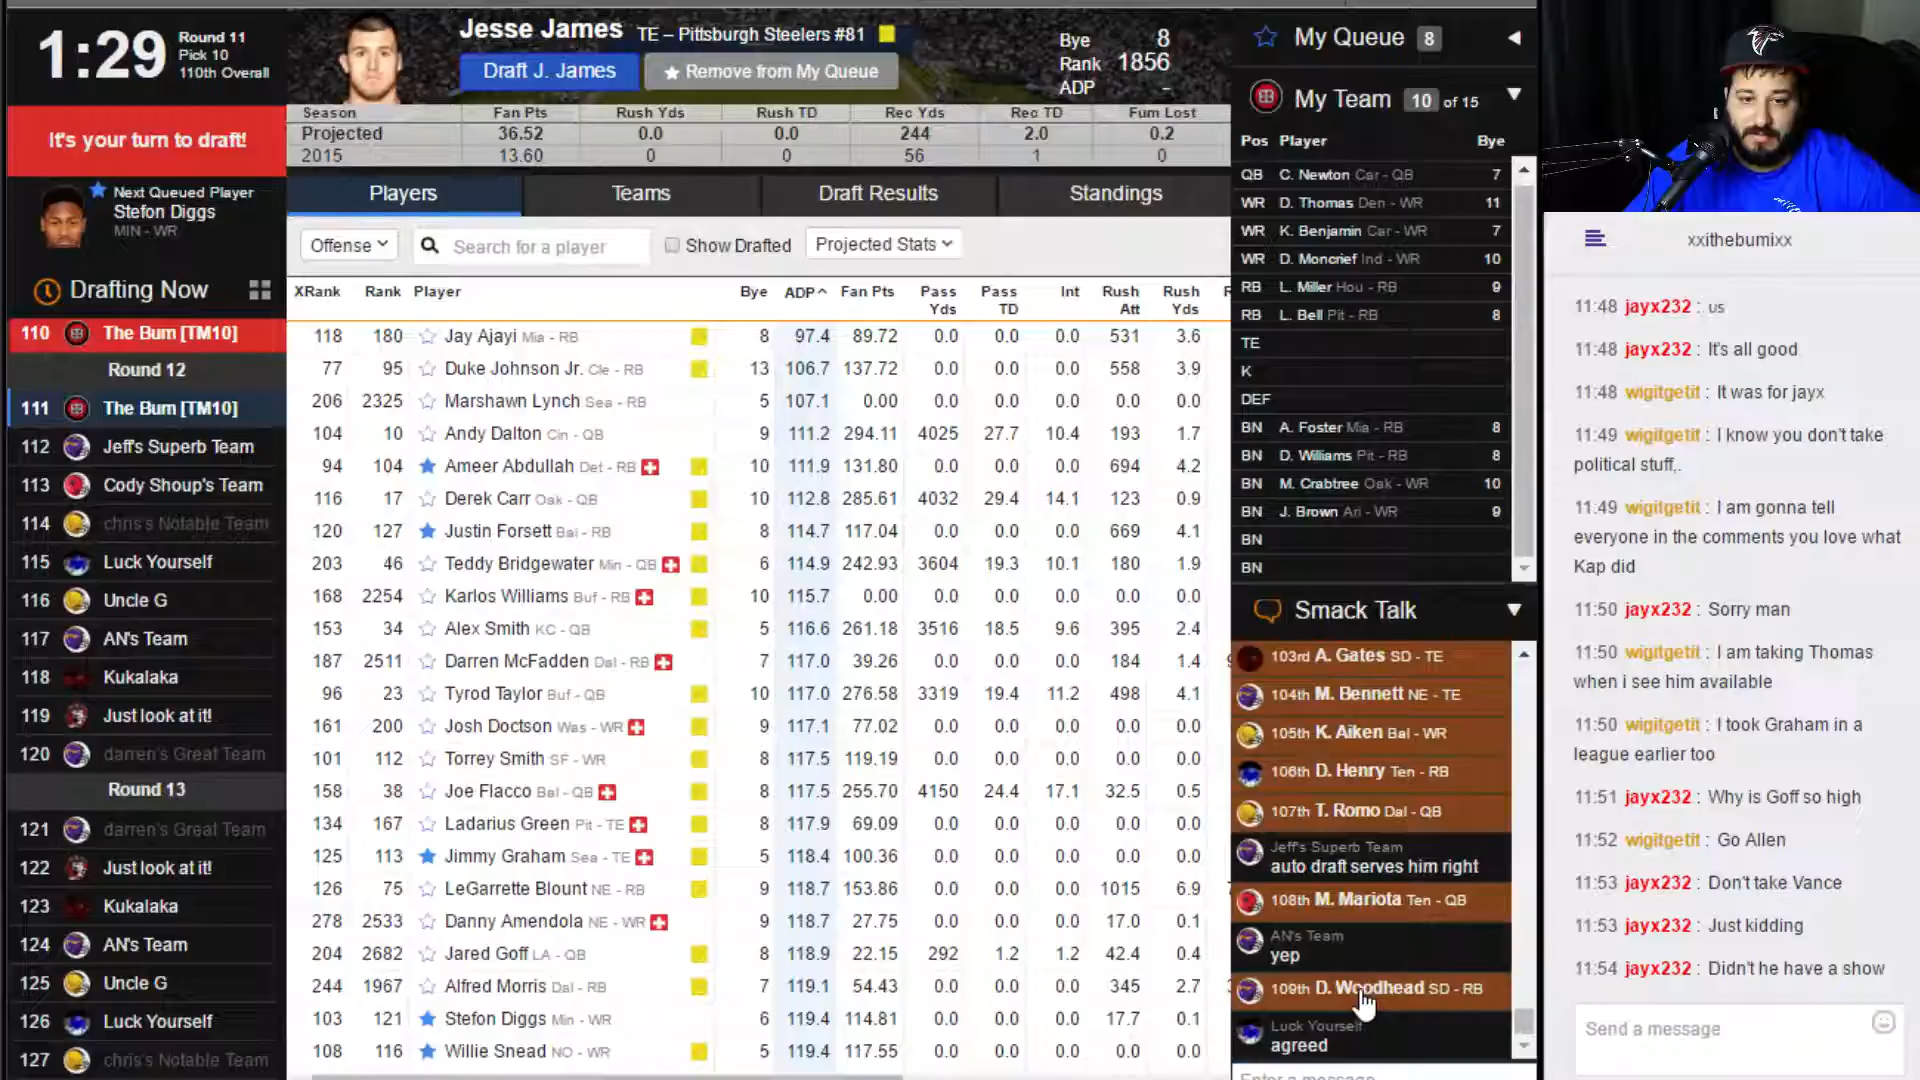 1:29
Round 11
Pick 10
110th Overall
It's your turn to draft!
Next Queued Player
Stefon Diggs
MIN - WR
Drafting Now
110 The Bum [TM10]
Round 12
111 The Bum [TM10]
112 Jeff's Superb Team
113 Cody Shoup's Team
114 chris's Notable Team
115 Luck Yourself
116 Uncle G
117 AN's Team
118 Kukalaka
119 Just look at it!
120 darren's Great Team
Round 13
121 darren's Great Team
122 Just look at it!
123 Kukalaka
124 AN's Team
125 Uncle G
126 Luck Yourself
127 chris's Notable Team
Jesse James TE – Pittsburgh Steelers #81
Draft J. James
Remove from My Queue
Bye 8
Rank 1856
ADP -
Season Fan Pts Rush Yds Rush TD Rec Yds Rec TD Fum Lost
Projected 36.52 0.0 0.0 244 2.0 0.2
2015 13.60 0 0 56 1 0
Players Teams Draft Results Standings
Offense Search for a player Show Drafted Projected Stats
XRank Rank Player Bye ADP Fan Pts Pass Yds Pass TD Int Rush Att Rush Yds
118 180 Jay Ajayi Mia - RB 8 97.4 89.72 0.0 0.0 0.0 531 3.6
77 95 Duke Johnson Jr. Cle - RB 13 106.7 137.72 0.0 0.0 0.0 558 3.9
206 2325 Marshawn Lynch Sea - RB 5 107.1 0.00 0.0 0.0 0.0 0.0 0.0
104 10 Andy Dalton Cin - QB 9 111.2 294.11 4025 27.7 10.4 193 1.7
94 104 Ameer Abdullah Det - RB 10 111.9 131.80 0.0 0.0 0.0 694 4.2
116 17 Derek Carr Oak - QB 10 112.8 285.61 4032 29.4 14.1 123 0.9
120 127 Justin Forsett Bal - RB 8 114.7 117.04 0.0 0.0 0.0 669 4.1
203 46 Teddy Bridgewater Min - QB 6 114.9 242.93 3604 19.3 10.1 180 1.9
168 2254 Karlos Williams Buf - RB 10 115.7 0.00 0.0 0.0 0.0 0.0 0.0
153 34 Alex Smith KC - QB 5 116.6 261.18 3516 18.5 9.6 395 2.4
187 2511 Darren McFadden Dal - RB 7 117.0 39.26 0.0 0.0 0.0 184 1.4
96 23 Tyrod Taylor Buf - QB 10 117.0 276.58 3319 19.4 11.2 498 4.1
161 200 Josh Doctson Was - WR 9 117.1 77.02 0.0 0.0 0.0 0.0 0.0
101 112 Torrey Smith SF - WR 8 117.5 119.19 0.0 0.0 0.0 0.0 0.0
158 38 Joe Flacco Bal - QB 8 117.5 255.70 4150 24.4 17.1 32.5 0.5
134 167 Ladarius Green Pit - TE 8 117.9 69.09 0.0 0.0 0.0 0.0 0.0
125 113 Jimmy Graham Sea - TE 5 118.4 100.36 0.0 0.0 0.0 0.0 0.0
126 75 LeGarrette Blount NE - RB 9 118.7 153.86 0.0 0.0 0.0 1015 6.9
278 2533 Danny Amendola NE - WR 9 118.7 27.75 0.0 0.0 0.0 17.0 0.1
204 2682 Jared Goff LA - QB 8 118.9 22.15 292 1.2 1.2 42.4 0.4
244 1967 Alfred Morris Dal - RB 7 119.1 54.43 0.0 0.0 0.0 345 2.7
103 121 Stefon Diggs Min - WR 6 119.4 114.81 0.0 0.0 0.0 17.7 0.1
108 116 Willie Snead NO - WR 5 119.4 117.55 0.0 0.0 0.0 0.0 0.0
My Queue 8
My Team 10 of 15
Pos Player Bye
QB C. Newton Car - QB 7
WR D. Thomas Den - WR 11
WR K. Benjamin Car - WR 7
WR D. Moncrief Ind - WR 10
RB L. Miller Hou - RB 9
RB L. Bell Pit - RB 8
TE
K
DEF
BN A. Foster Mia - RB 8
BN D. Williams Pit - RB 8
BN M. Crabtree Oak - WR 10
BN J. Brown Ari - WR 9
BN
BN
Smack Talk
103rd A. Gates SD - TE
104th M. Bennett NE - TE
105th K. Aiken Bal - WR
106th D. Henry Ten - RB
107th T. Romo Dal - QB
Jeff's Superb Team
auto draft serves him right
108th M. Mariota Ten - QB
AN's Team
yep
109th D. Woodhead SD - RB
Luck Yourself
agreed
Enter a message
xxithebumixx
11:48 jayx232 : us
11:48 jayx232 : It's all good
11:48 wigitgetit : It was for jayx
11:49 wigitgetit : I know you don't take
political stuff,.
11:49 wigitgetit : I am gonna tell
everyone in the comments you love what
Kap did
11:50 jayx232 : Sorry man
11:50 wigitgetit : I am taking Thomas
when i see him available
11:50 wigitgetit : I took Graham in a
league earlier too
11:51 jayx232 : Why is Goff so high
11:52 wigitgetit : Go Allen
11:53 jayx232 : Don't take Vance
11:53 jayx232 : Just kidding
11:54 jayx232 : Didn't he have a show
Send a message